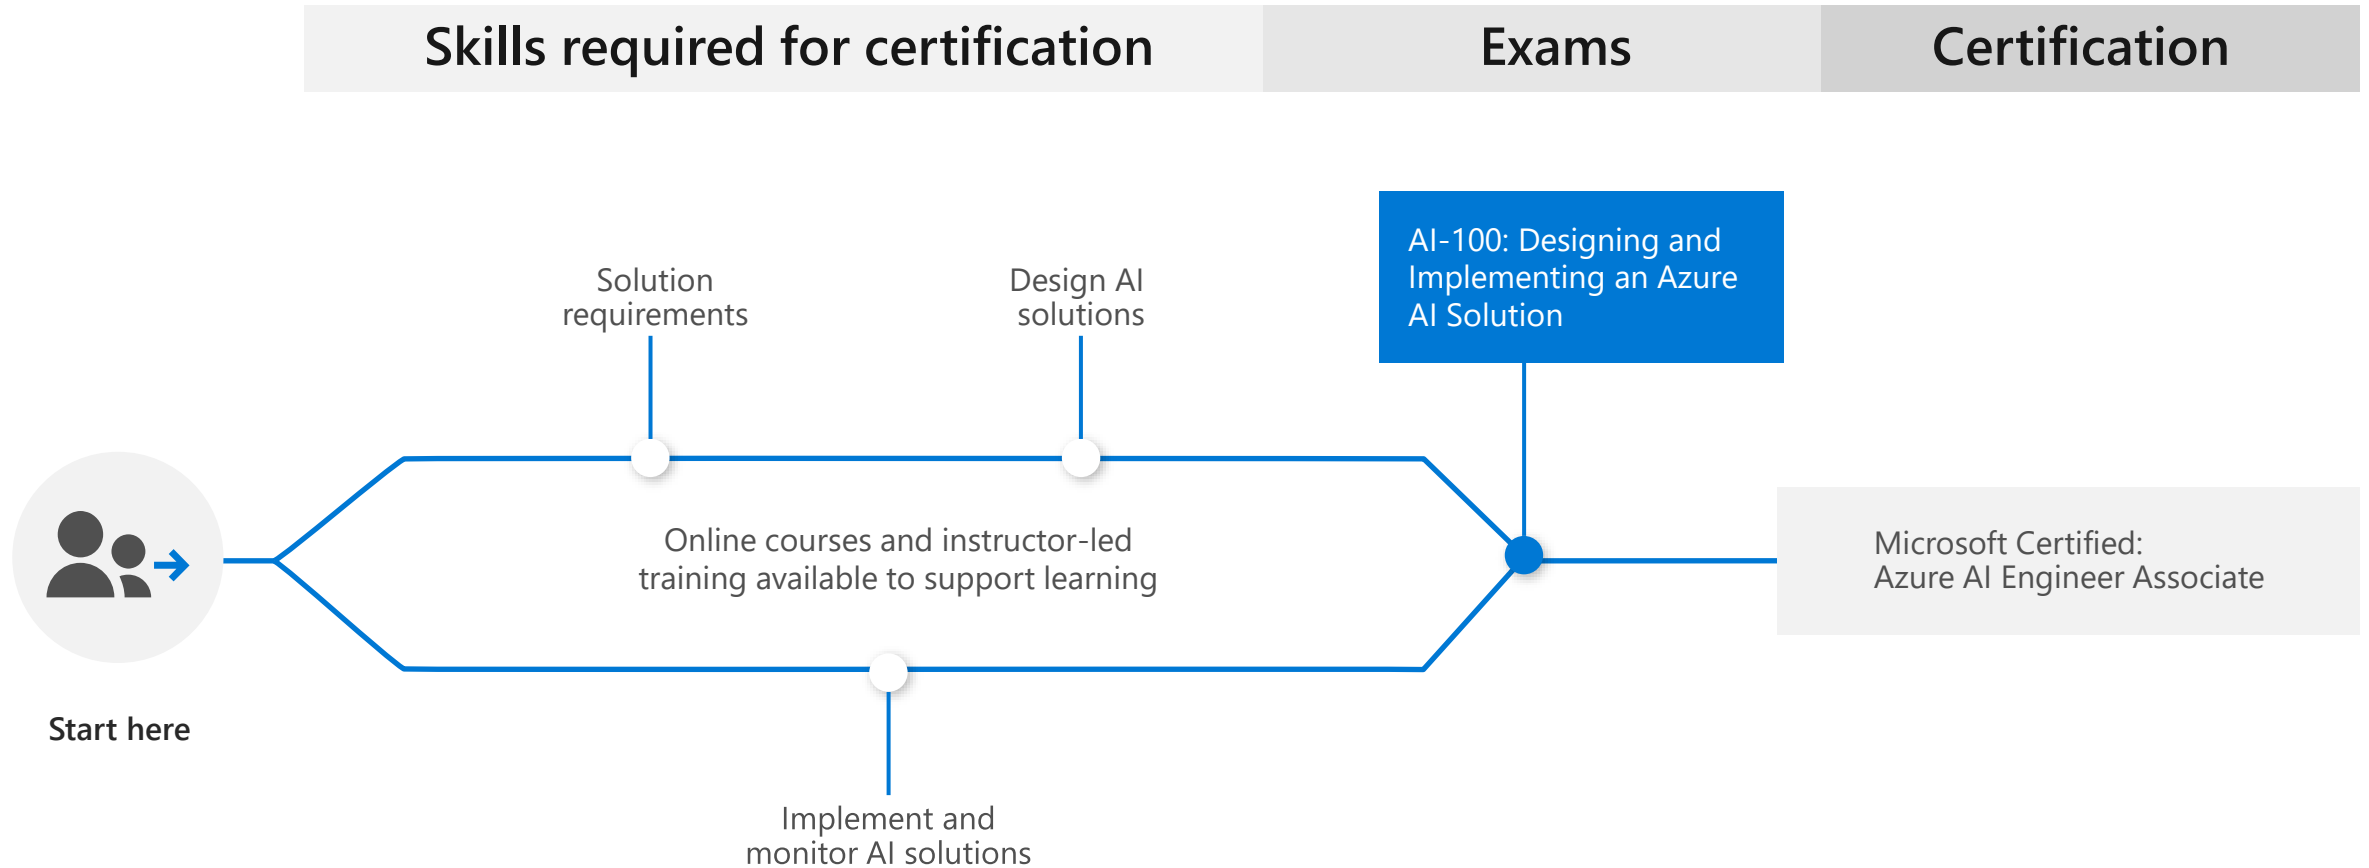 Skills required for certification
Exams
Certification
Solution
requirements
Design AI
solutions
AI-100: Designing and
Implementing an Azure
AI Solution
Online courses and instructor-led
training available to support learning
Microsoft Certified:
Azure AI Engineer Associate
Start here
Implement and
monitor AI solutions